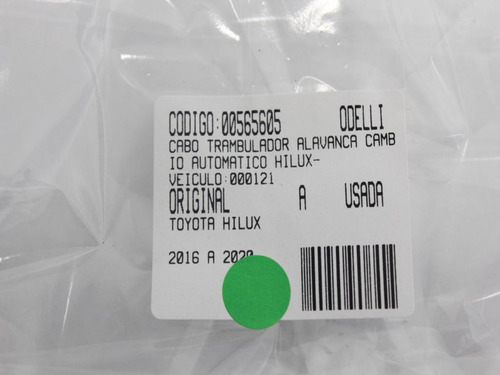 CODIGO:00565605 ODELLI
CABO TRAMBULADOR ALAVANCA CAMB
IO AUTOMATICO HILUX-
VEICULO:000121
ORIGINAL A USADA
TOYOTA HILUX
2016 A 2020